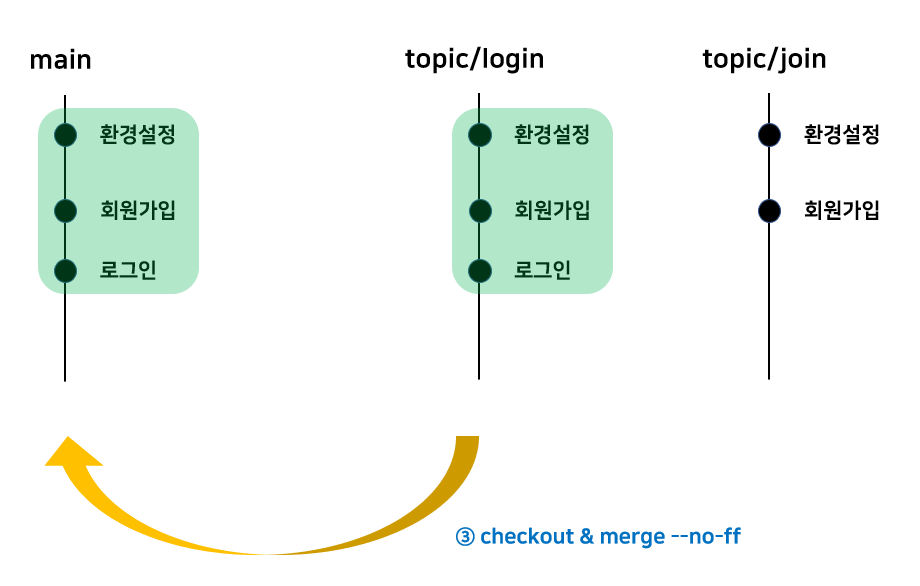 main
topic/login
topic/join
환경설정
환경설정
환경설정
회원가입
회원가입
회원가입
로그인
로그인
③ checkout & merge --no-ff